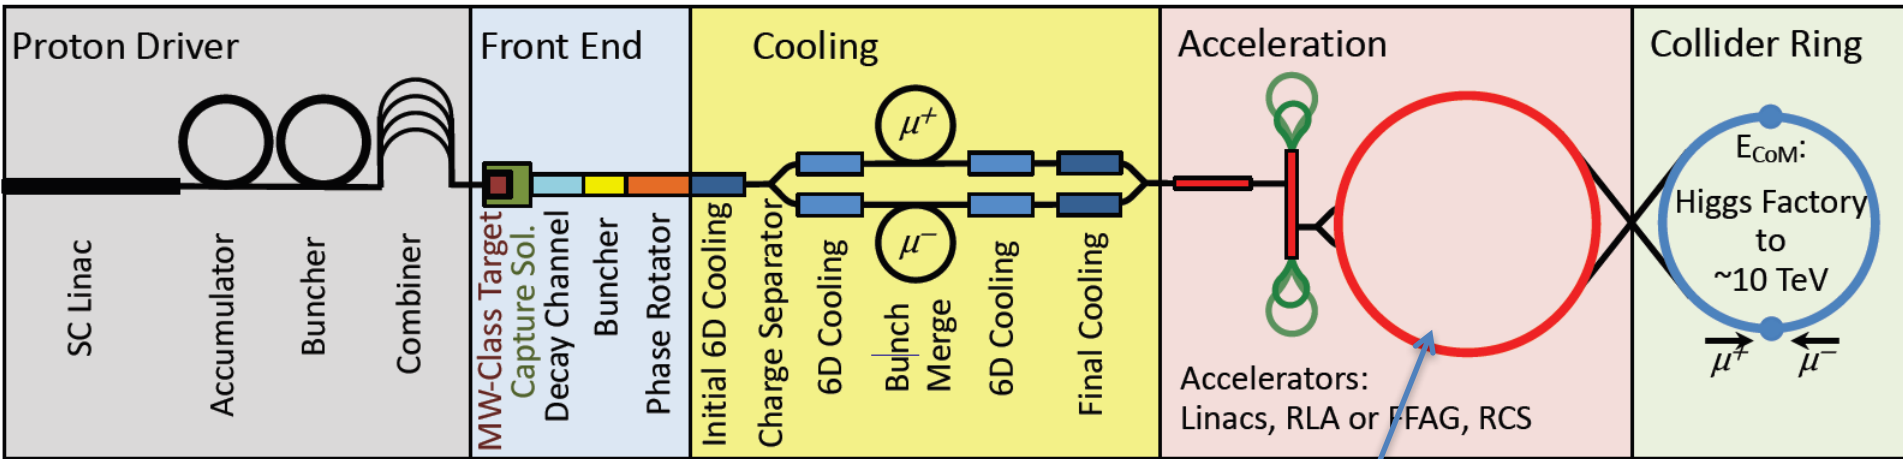 Proton Driver
Front End
Cooling
Acceleration
Collider Ring
SC Linac
Accumulator
Buncher
Combiner
MW-Class Target
Capture Sol.
Decay Channel
Buncher
Phase Rotator
Initial 6D Cooling
Charge Separator
6D Cooling
μ+
μ−
Bunch
Merge
6D Cooling
Final Cooling
Accelerators:
Linacs, RLA or FFAG, RCS
ECoM:
Higgs Factory
to
~10 TeV
μ+ μ−